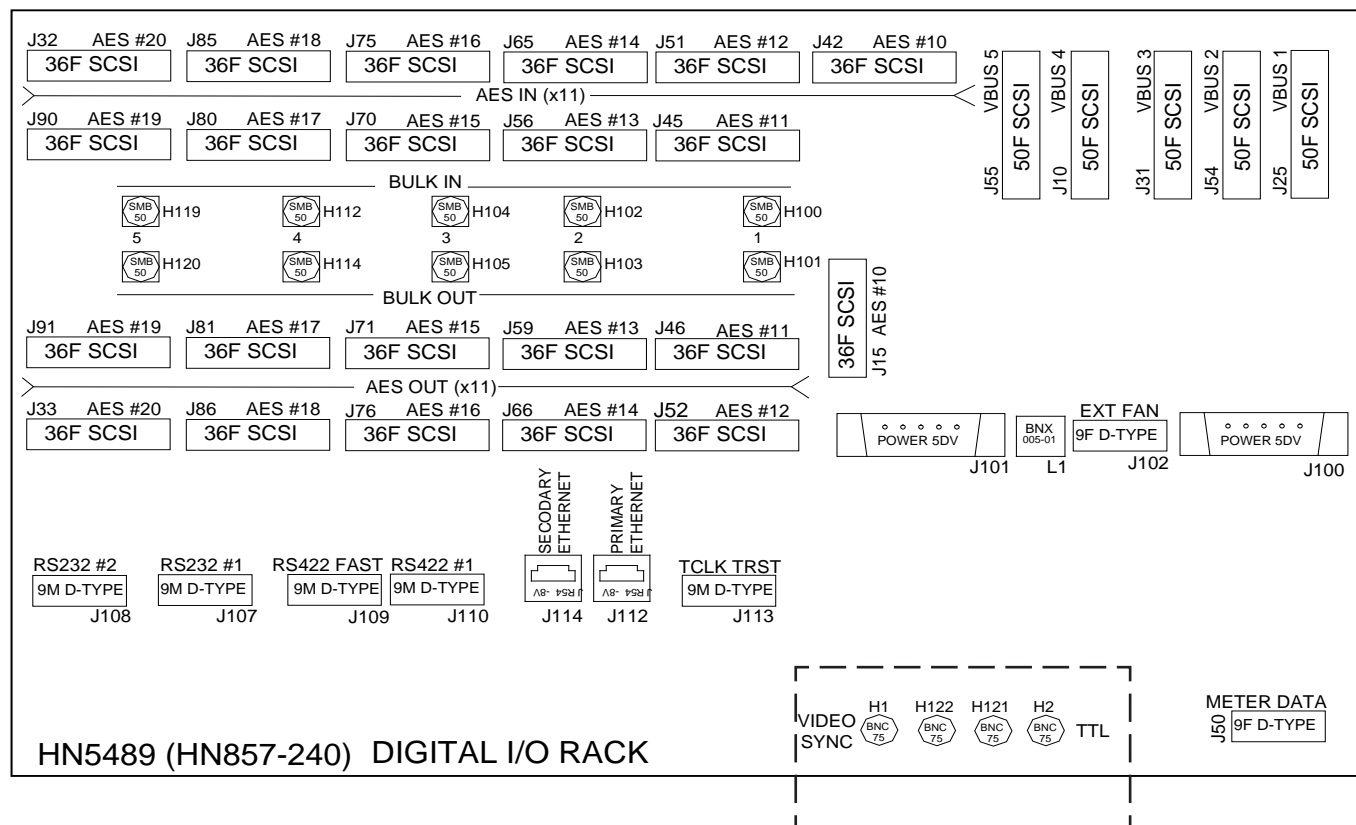 J32 AES #20 J85 AES #18 J75 AES #16 J65 AES #14 J51 AES #12 J42 AES #10
36F SCSI 36F SCSI 36F SCSI 36F SCSI 36F SCSI 36F SCSI
AES IN (x11)
J90 AES #19 J80 AES #17 J70 AES #15 J56 AES #13 J45 AES #11
36F SCSI 36F SCSI 36F SCSI 36F SCSI 36F SCSI
J55 VBUS 5
50F SCSI
J10 VBUS 4
50F SCSI
J31 VBUS 3
50F SCSI
J54 VBUS 2
50F SCSI
J25 VBUS 1
50F SCSI
BULK IN
SMB 50 H119 SMB 50 H112 SMB 50 H104 SMB 50 H102 SMB 50 H100
5 4 3 2 1
SMB 50 H120 SMB 50 H114 SMB 50 H105 SMB 50 H103 SMB 50 H101
BULK OUT
36F SCSI
J15 AES #10
J91 AES #19 J81 AES #17 J71 AES #15 J59 AES #13 J46 AES #11
36F SCSI 36F SCSI 36F SCSI 36F SCSI 36F SCSI
AES OUT (x11)
J33 AES #20 J86 AES #18 J76 AES #16 J66 AES #14 J52 AES #12
36F SCSI 36F SCSI 36F SCSI 36F SCSI 36F SCSI
EXT FAN
POWER 5DV BNX 005-01 9F D-TYPE POWER 5DV
J101 L1 J102 J100
SECODARY ETHERNET
PRIMARY ETHERNET
RS232 #2 RS232 #1 RS422 FAST RS422 #1 TCLK TRST
9M D-TYPE 9M D-TYPE 9M D-TYPE 9M D-TYPE JR54 -8V JR54 -8V 9M D-TYPE
J108 J107 J109 J110 J114 J112 J113
H1 H122 H121 H2
VIDEO SYNC BNC 75 BNC 75 BNC 75 BNC 75 TTL
METER DATA
J50 9F D-TYPE
HN5489 (HN857-240) DIGITAL I/O RACK